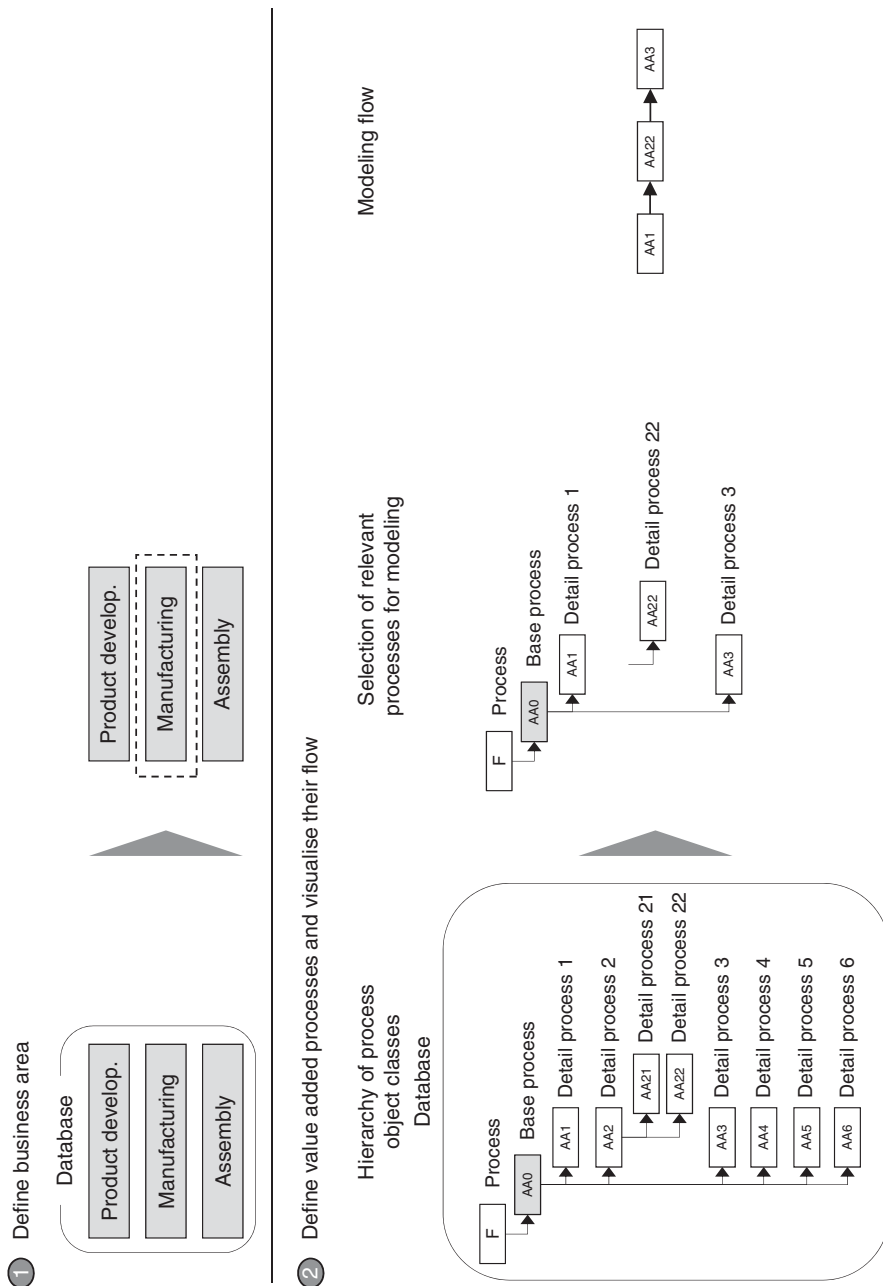 1 Define business area
Database
Product develop.
Manufacturing
Assembly
Product develop.
Manufacturing
Assembly
2 Define value added processes and visualise their flow
Hierarchy of process
object classes
Database
F Process
AA0 Base process
AA1 Detail process 1
AA2 Detail process 2
AA21 Detail process 21
AA22 Detail process 22
AA3 Detail process 3
AA4 Detail process 4
AA5 Detail process 5
AA6 Detail process 6
Selection of relevant
processes for modeling
F Process
AA0 Base process
AA1 Detail process 1
AA22 Detail process 22
AA3 Detail process 3
Modeling flow
AA1 AA22 AA3